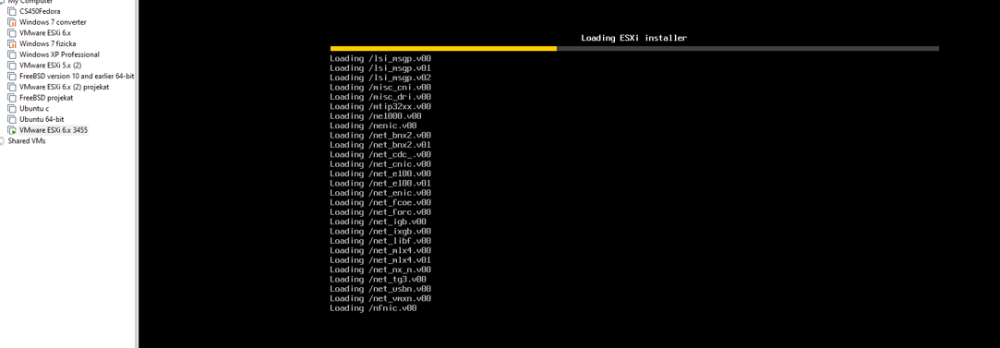 My Computer
CS450Fedora
Windows 7 converter
VMware ESXi 6.x
Windows 7 fizicka
Windows XP Professional
VMware ESXi 5.x (2)
FreeBSD version 10 and earlier 64-bit
VMware ESXi 6.x (2) projekat
FreeBSD projekat
Ubuntu c
Ubuntu 64-bit
VMware ESXi 6.x 3455
Shared VMs
Loading ESXi installer
Loading /lsi_msgp.v00
Loading /lsi_msgp.v01
Loading /lsi_msgp.v02
Loading /misc_cni.v00
Loading /misc_dri.v00
Loading /mtip32xx.v00
Loading /ne1000.v00
Loading /nenic.v00
Loading /net_bnx2.v00
Loading /net_bnx2.v01
Loading /net_cdc_.v00
Loading /net_cnic.v00
Loading /net_e100.v00
Loading /net_e100.v01
Loading /net_enic.v00
Loading /net_fcoe.v00
Loading /net_forc.v00
Loading /net_igb.v00
Loading /net_ixgb.v00
Loading /net_libf.v00
Loading /net_mlx4.v00
Loading /net_mlx4.v01
Loading /net_nx_n.v00
Loading /net_tg3.v00
Loading /net_usbn.v00
Loading /net_vmxn.v00
Loading /nfnic.v00